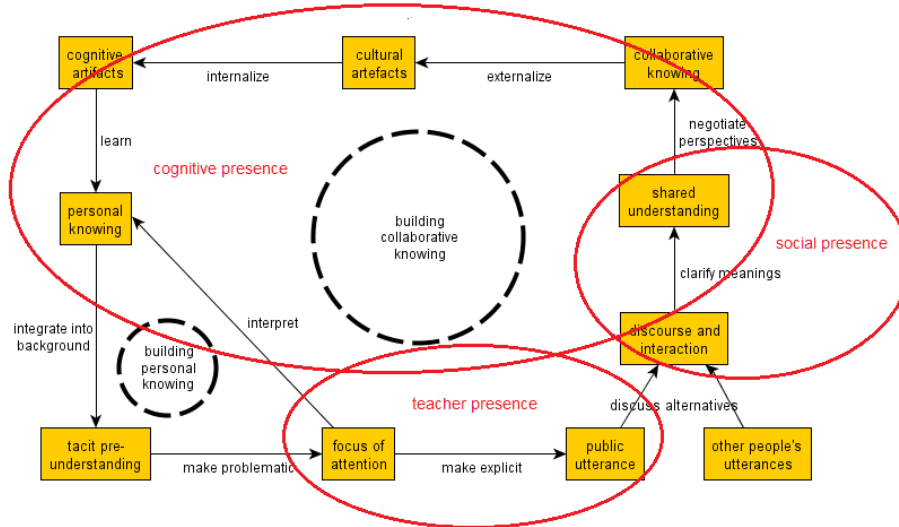 cognitive
artifacts
internalize
cultural
artefacts
externalize
collaborative
knowing
learn
negotiate
perspectives
cognitive presence
personal
knowing
building
collaborative
knowing
shared
understanding
social presence
clarify meanings
integrate into
background
interpret
discourse and
interaction
building
personal
knowing
teacher presence
discuss alternatives
tacit pre-
understanding
make problematic
focus of
attention
make explicit
public
utterance
other people's
utterances